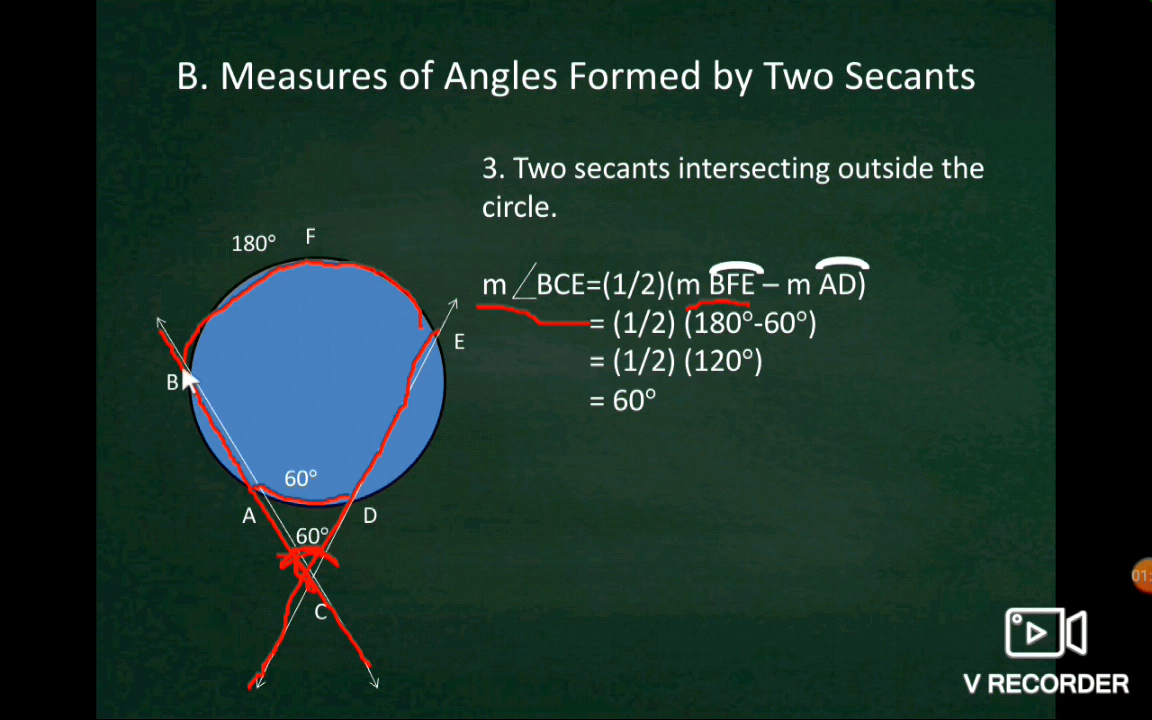 B. Measures of Angles Formed by Two Secants
3. Two secants intersecting outside the
circle.
m∠BCE=(1/2)(m BFE – m AD)
= (1/2) (180°-60°)
= (1/2) (120°)
= 60°
180°
F
E
B
60°
A
D
60°
C
01:
V RECORDER